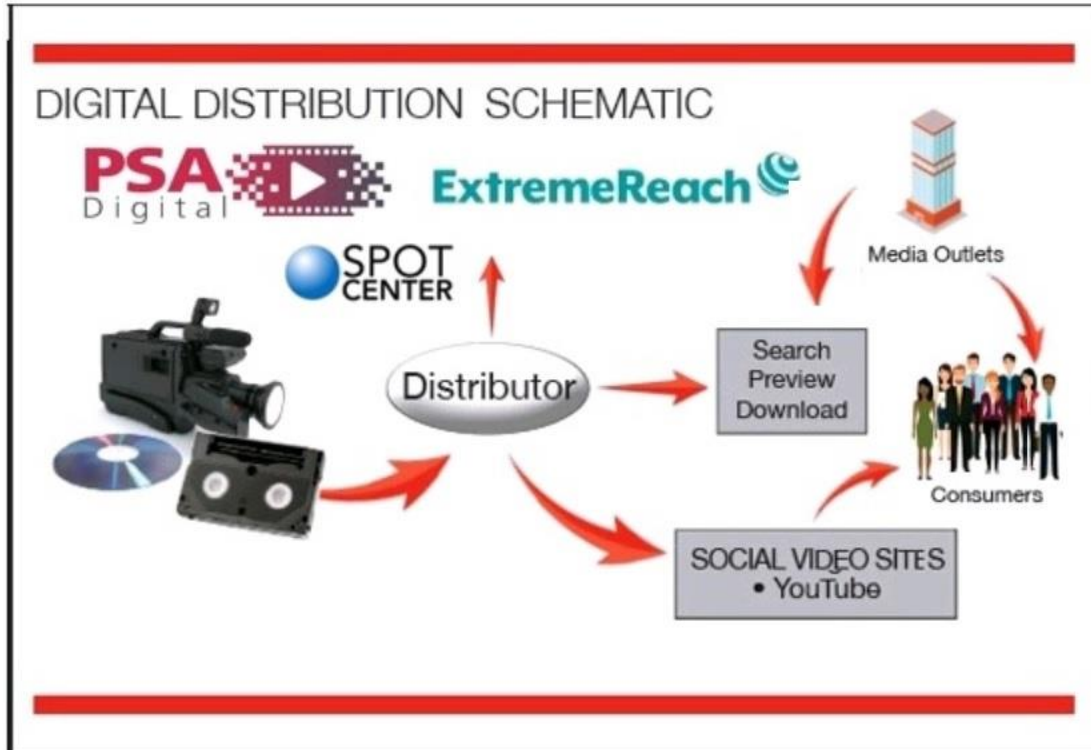 DIGITAL DISTRIBUTION SCHEMATIC
PSA
Digital
ExtremeReach
SPOT
CENTER
Media Outlets
Distributor
Search
Preview
Download
Consumers
SOCIAL VIDEO SITES
• YouTube